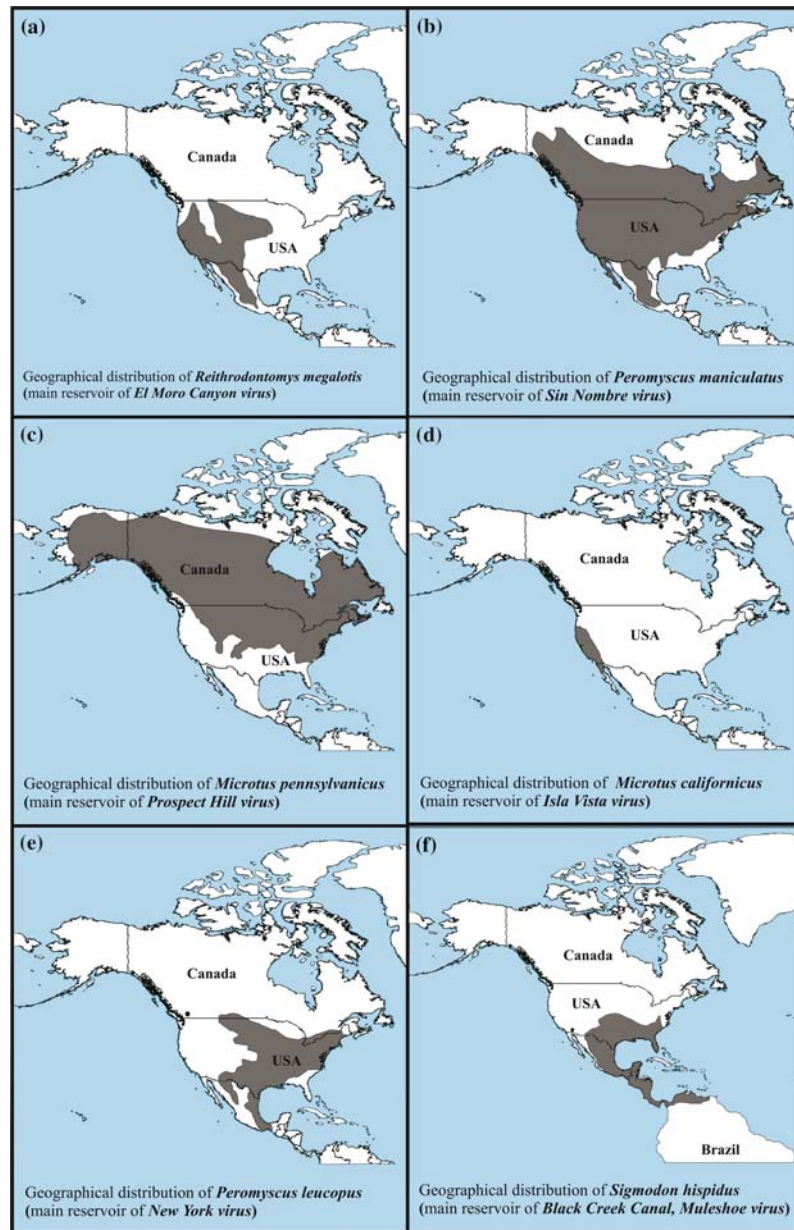 (a)
Canada
USA
Geographical distribution of Reithrodontomys megalotis
(main reservoir of El Moro Canyon virus)
(b)
Canada
USA
Geographical distribution of Peromyscus maniculatus
(main reservoir of Sin Nombre virus)
(c)
Canada
USA
Geographical distribution of Microtus pennsylvanicus
(main reservoir of Prospect Hill virus)
(d)
Canada
USA
Geographical distribution of Microtus californicus
(main reservoir of Isla Vista virus)
(e)
Canada
USA
Geographical distribution of Peromyscus leucopus
(main reservoir of New York virus)
(f)
Canada
USA
Brazil
Geographical distribution of Sigmodon hispidus
(main reservoir of Black Creek Canal, Muleshoe virus)